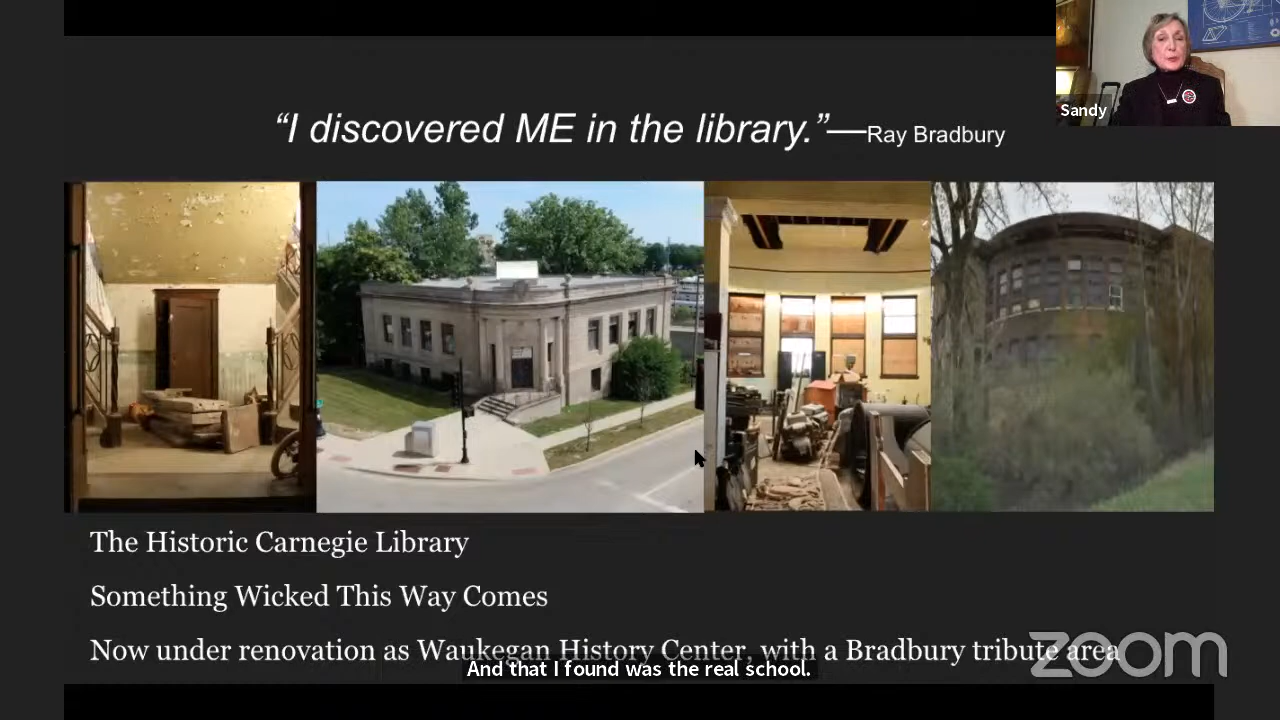 Sandy
“I discovered ME in the library.”—Ray Bradbury
The Historic Carnegie Library
Something Wicked This Way Comes
Now under renovation as Waukegan History Center, with a Bradbury tribute area
zoom
And that I found was the real school.